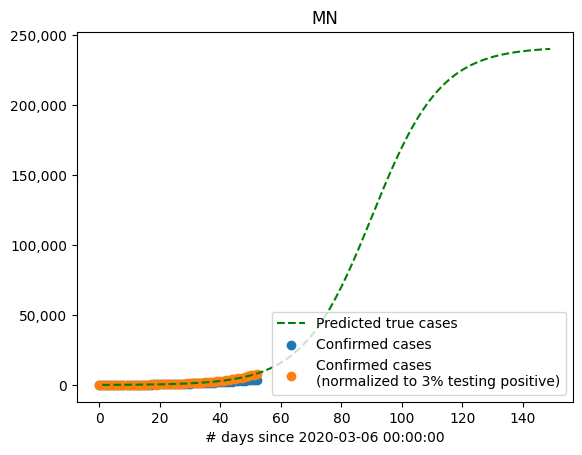 MN
250,000
200,000
150,000
100,000
50,000
0
Predicted true cases
Confirmed cases
Confirmed cases
(normalized to 3% testing positive)
0 20 40 60 80 100 120 140
# days since 2020-03-06 00:00:00